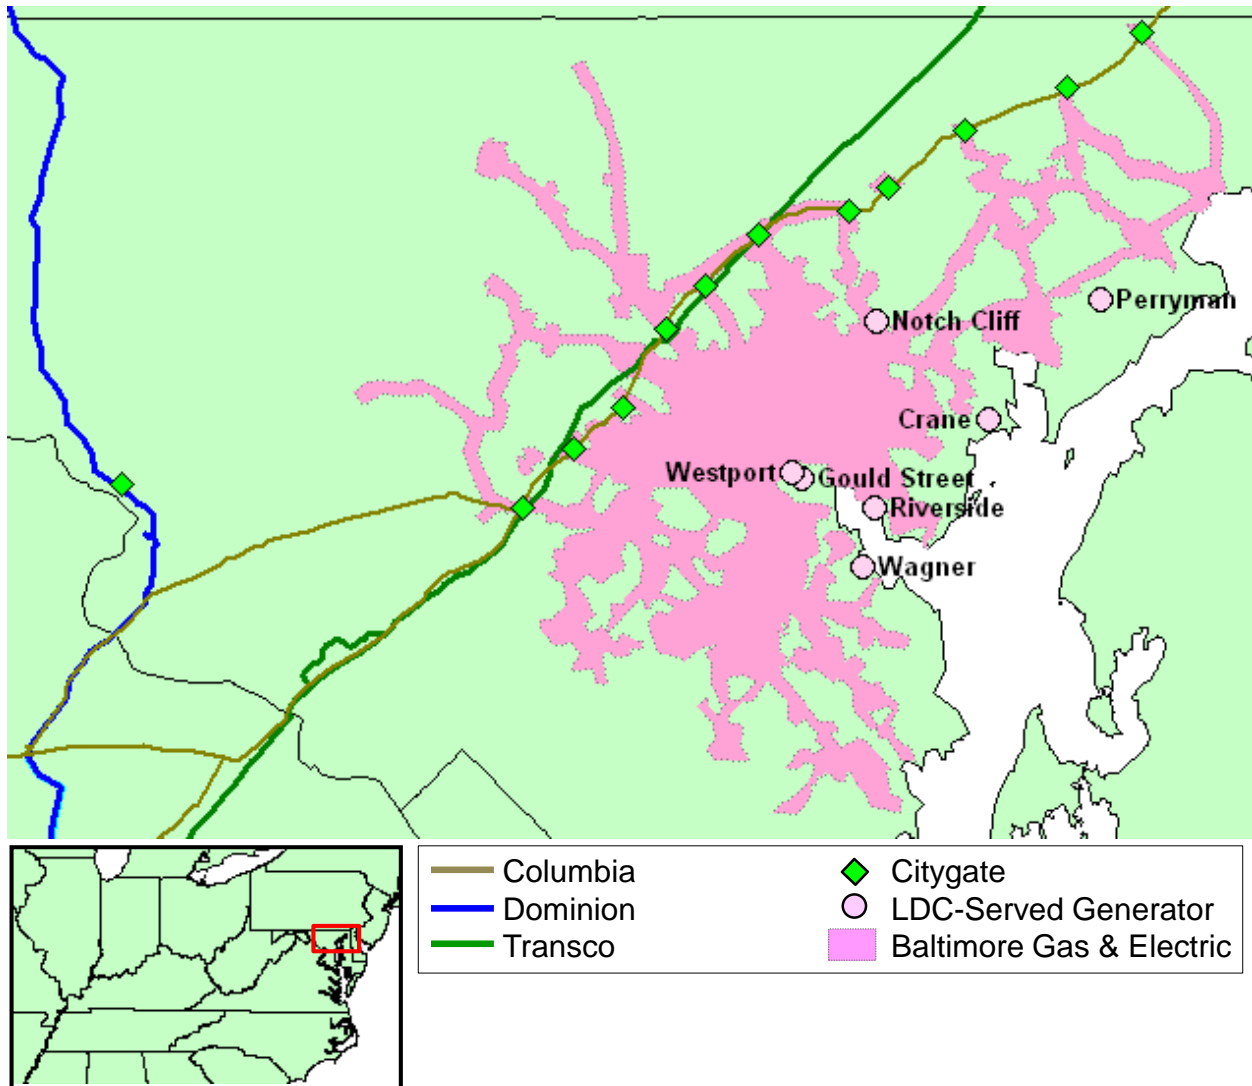 Perryman
Notch Cliff
Crane
Westport
Gould Street
Riverside
Wagner
Columbia
Dominion
Transco
Citygate
LDC-Served Generator
Baltimore Gas & Electric